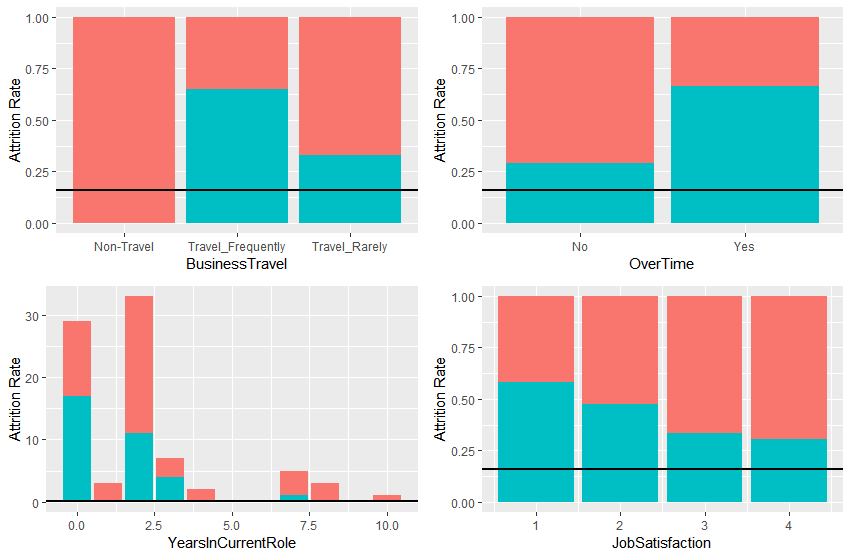 Attrition Rate
1.00
0.75
0.50
0.25
0.00
Non-Travel Travel_Frequently Travel_Rarely
BusinessTravel
Attrition Rate
1.00
0.75
0.50
0.25
0.00
No Yes
OverTime
Attrition Rate
30
20
10
0
0.0 2.5 5.0 7.5 10.0
YearsInCurrentRole
Attrition Rate
1.00
0.75
0.50
0.25
0.00
1 2 3 4
JobSatisfaction